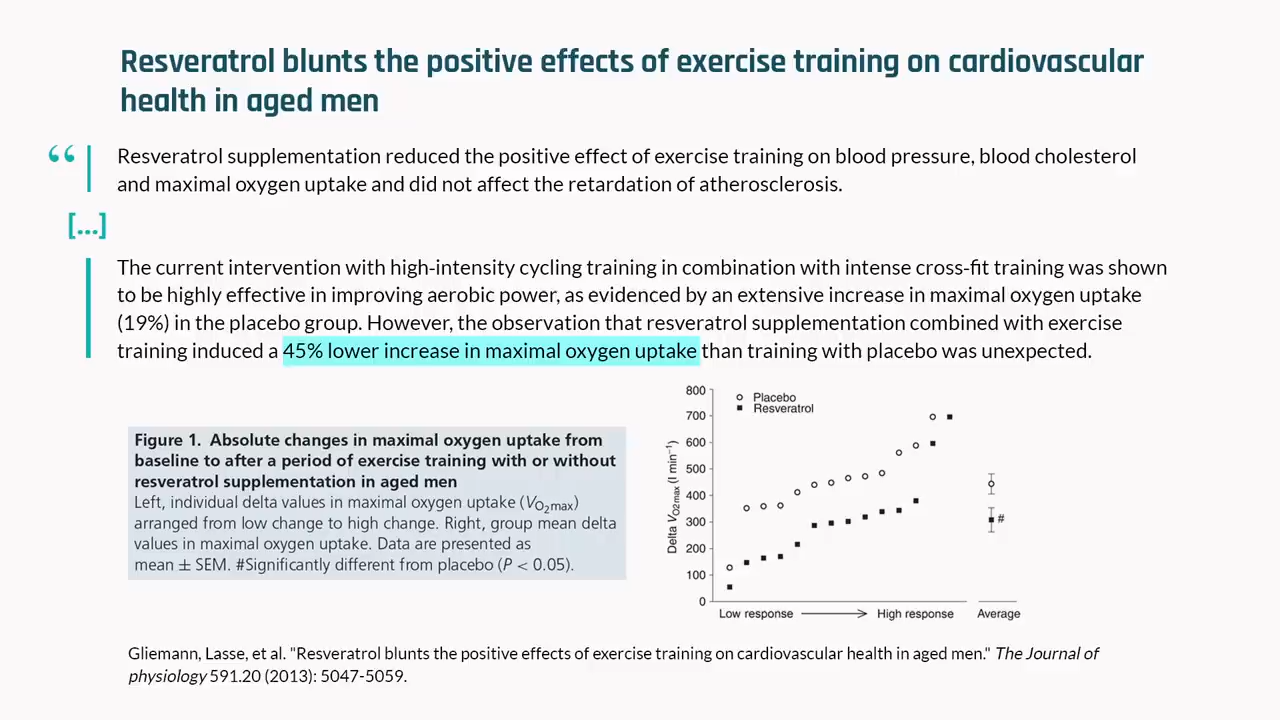 Resveratrol blunts the positive effects of exercise training on cardiovascular
health in aged men
“
Resveratrol supplementation reduced the positive effect of exercise training on blood pressure, blood cholesterol
and maximal oxygen uptake and did not affect the retardation of atherosclerosis.
[...]
The current intervention with high-intensity cycling training in combination with intense cross-fit training was shown
to be highly effective in improving aerobic power, as evidenced by an extensive increase in maximal oxygen uptake
(19%) in the placebo group. However, the observation that resveratrol supplementation combined with exercise
training induced a 45% lower increase in maximal oxygen uptake than training with placebo was unexpected.
Figure 1. Absolute changes in maximal oxygen uptake from
baseline to after a period of exercise training with or without
resveratrol supplementation in aged men
Left, individual delta values in maximal oxygen uptake (V̇O2max)
arranged from low change to high change. Right, group mean delta
values in maximal oxygen uptake. Data are presented as
mean ± SEM. #Significantly different from placebo (P < 0.05).
Delta V̇O2max (l min⁻¹)
800
700
600
500
400
300
200
100
0
Placebo
Resveratrol
#
Low response
High response
Average
Gliemann, Lasse, et al. "Resveratrol blunts the positive effects of exercise training on cardiovascular health in aged men." The Journal of
physiology 591.20 (2013): 5047-5059.